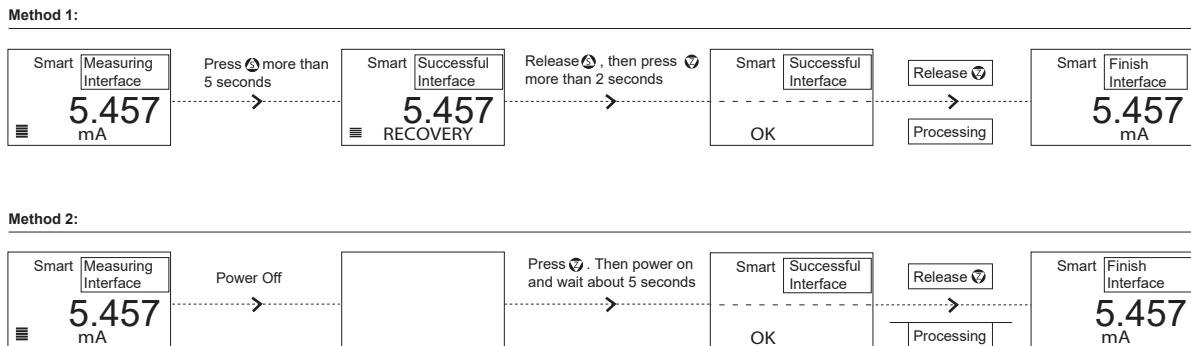 Method 1:
Smart Measuring Interface
5.457
mA
Press Ⓢ more than
5 seconds
Smart Successful Interface
5.457
RECOVERY
Release Ⓢ , then press Ⓩ
more than 2 seconds
Smart Successful Interface
OK
Release Ⓩ
Processing
Smart Finish Interface
5.457
mA
Method 2:
Smart Measuring Interface
5.457
mA
Power Off
Press Ⓩ . Then power on
and wait about 5 seconds
Smart Successful Interface
OK
Release Ⓩ
Processing
Smart Finish Interface
5.457
mA